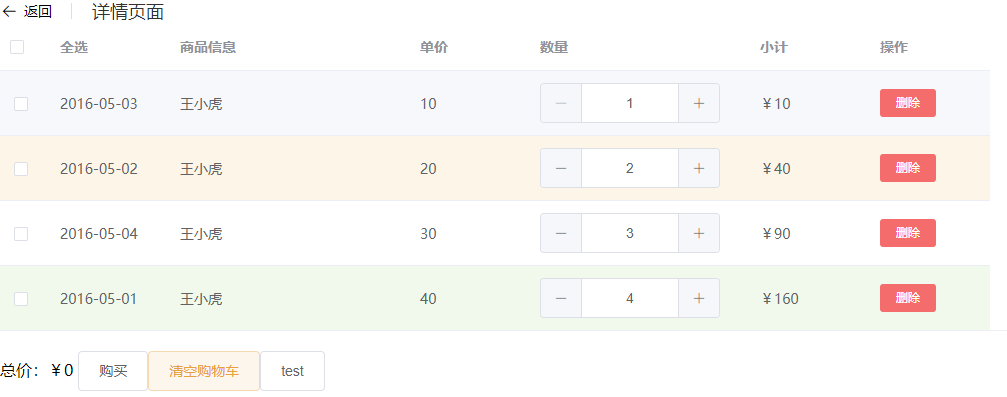 返回 详情页面
全选 商品信息 单价 数量 小计 操作
2016-05-03 王小虎 10 1 ￥10 删除
2016-05-02 王小虎 20 2 ￥40 删除
2016-05-04 王小虎 30 3 ￥90 删除
2016-05-01 王小虎 40 4 ￥160 删除
总价：￥0 购买 清空购物车 test